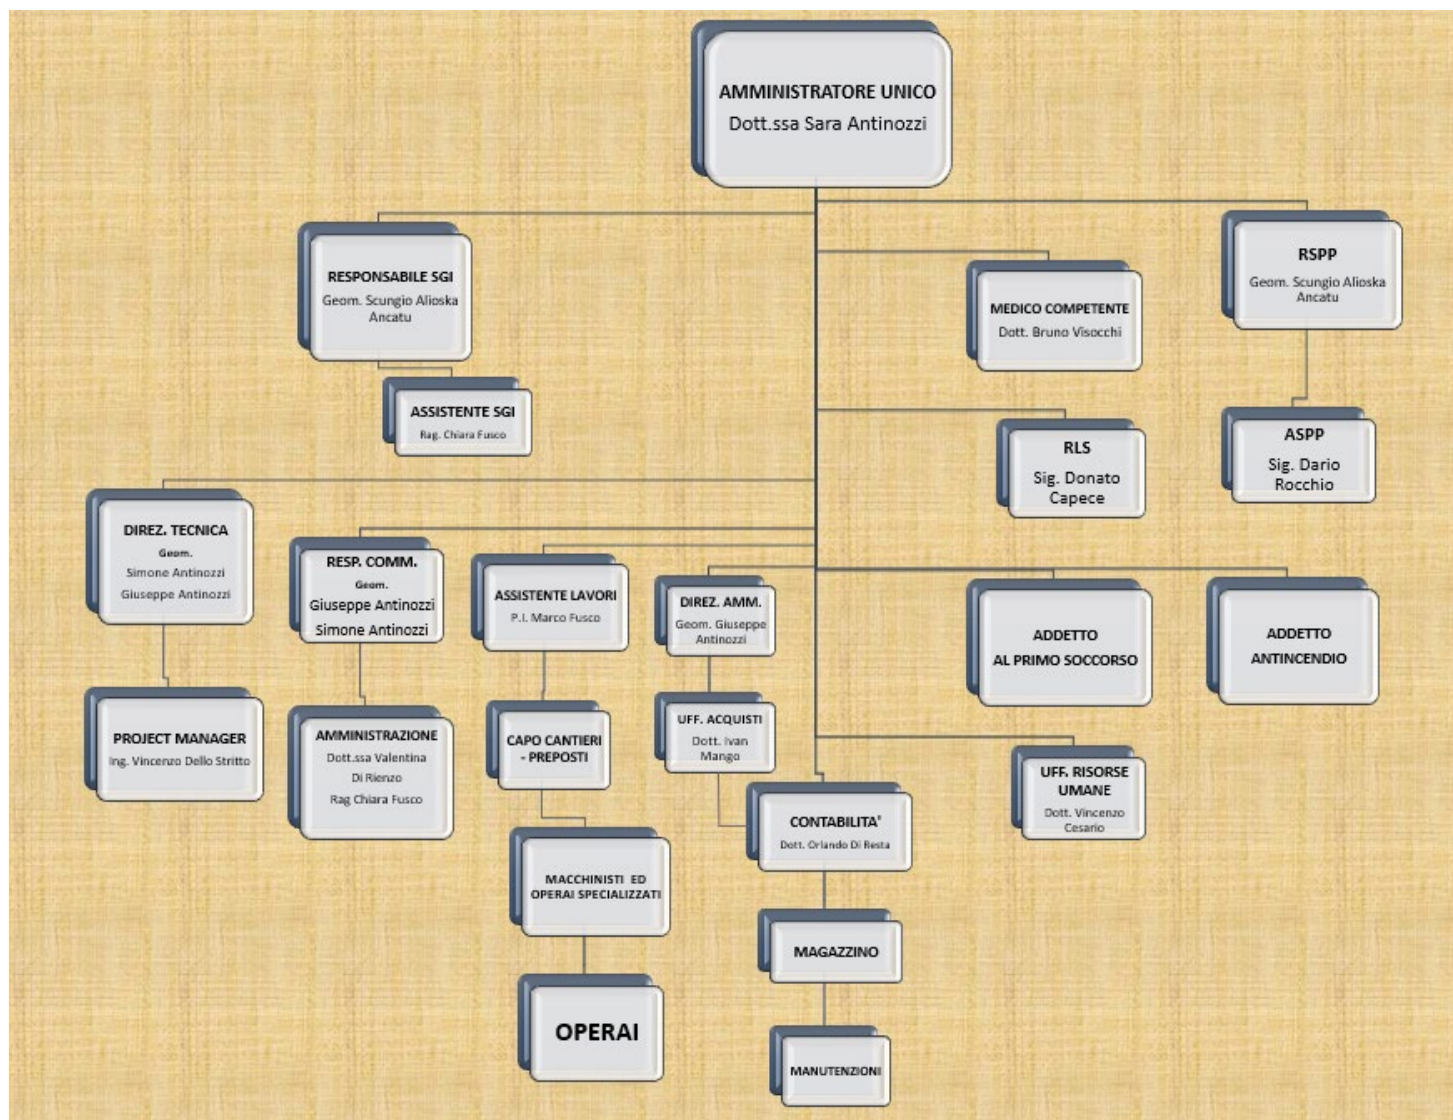 AMMINISTRATORE UNICO
Dott.ssa Sara Antinozzi
RESPONSABILE SGI
Geom. Scungio Alioska
Ancatu
ASSISTENTE SGI
Rag. Chiara Fusco
MEDICO COMPETENTE
Dott. Bruno Visocchi
RSPP
Geom. Scungio Alioska
Ancatu
RLS
Sig. Donato
Capece
ASPP
Sig. Dario
Rocchio
DIREZ. TECNICA
Geom.
Simone Antinozzi
Giuseppe Antinozzi
RESP. COMM.
Geom.
Giuseppe Antinozzi
Simone Antinozzi
ASSISTENTE LAVORI
P.I. Marco Fusco
DIREZ. AMM.
Geom. Giuseppe
Antinozzi
ADDETTO
AL PRIMO SOCCORSO
ADDETTO
ANTINCENDIO
PROJECT MANAGER
Ing. Vincenzo Dello Stritto
AMMINISTRAZIONE
Dott.ssa Valentina
Di Rienzo
Rag Chiara Fusco
CAPO CANTIERI
- PREPOSTI
UFF. ACQUISTI
Dott. Ivan
Mango
UFF. RISORSE
UMANE
Dott. Vincenzo
Cesario
CONTABILITA'
Dott. Orlando Di Resta
MACCHINISTI ED
OPERAI SPECIALIZZATI
MAGAZZINO
OPERAI
MANUTENZIONI